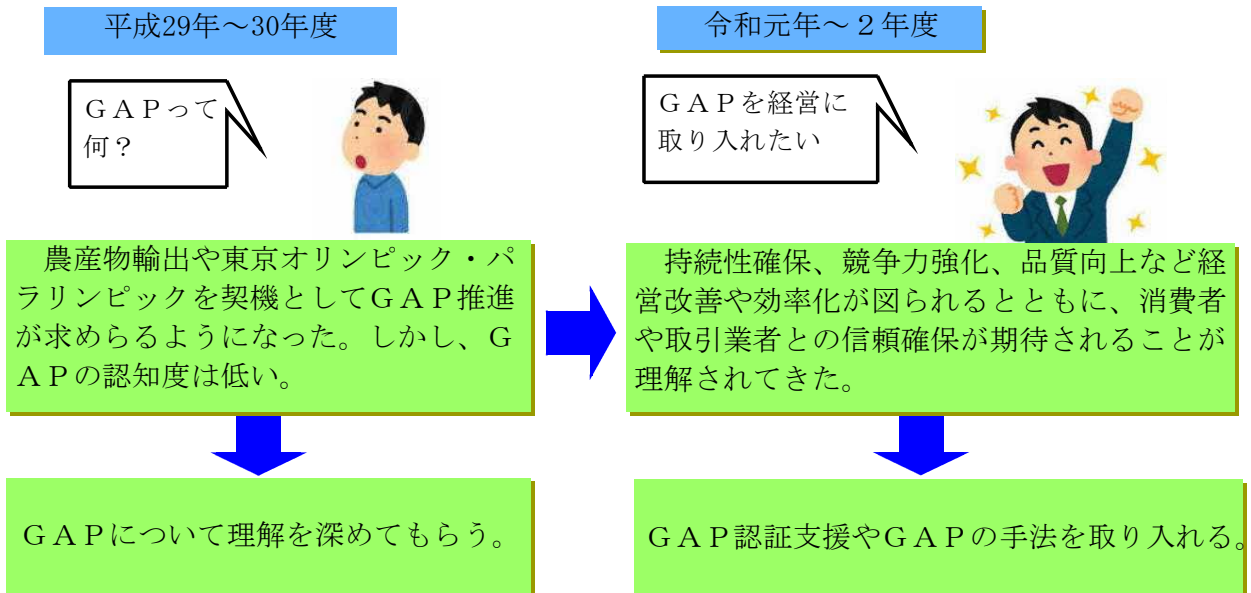 平成29年～30年度
ＧＡＰって
何？
農産物輸出や東京オリンピック・パ
ラリンピックを契機としてＧＡＰ推進
が求めらるようになった。しかし、Ｇ
ＡＰの認知度は低い。
ＧＡＰについて理解を深めてもらう。
令和元年～２年度
ＧＡＰを経営に
取り入れたい
持続性確保、競争力強化、品質向上など経
営改善や効率化が図られるとともに、消費者
や取引業者との信頼確保が期待されることが
理解されてきた。
ＧＡＰ認証支援やＧＡＰの手法を取り入れる。